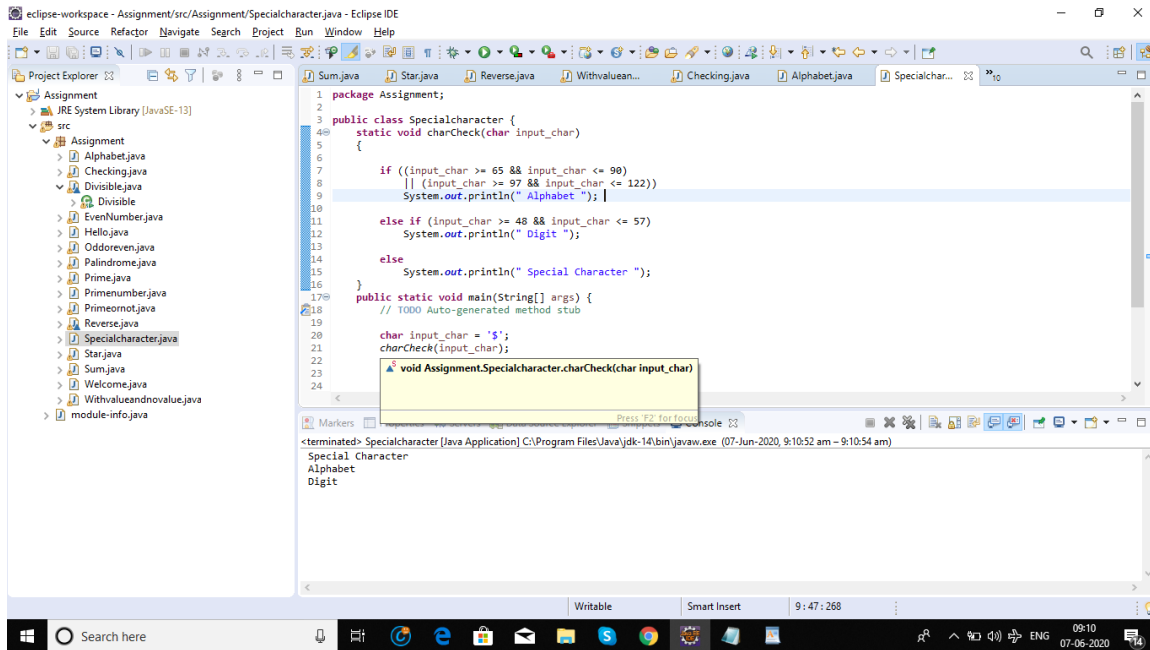 eclipse-workspace - Assignment/src/Assignment/Specialcharacter.java - Eclipse IDE
File Edit Source Refactor Navigate Search Project Run Window Help
Project Explorer
Assignment
JRE System Library [JavaSE-13]
src
Assignment
Alphabet.java
Checking.java
Divisible.java
Divisible
EvenNumber.java
Hello.java
Oddoreven.java
Palindrome.java
Prime.java
Primenumber.java
Primeornot.java
Reverse.java
Specialcharacter.java
Star.java
Sum.java
Welcome.java
Withvalueandnovalue.java
module-info.java
Sum.java Star.java Reverse.java Withvaluean... Checking.java Alphabet.java Specialchar... »10
1 package Assignment;
2
3 public class Specialcharacter {
4 static void charCheck(char input_char)
5 {
6
7 if ((input_char >= 65 && input_char <= 90)
8 || (input_char >= 97 && input_char <= 122))
9 System.out.println(" Alphabet ");
10
11 else if (input_char >= 48 && input_char <= 57)
12 System.out.println(" Digit ");
13
14 else
15 System.out.println(" Special Character ");
16 }
17 public static void main(String[] args) {
18 // TODO Auto-generated method stub
19
20 char input_char = '$';
21 charCheck(input_char);
22
23
24
void Assignment.Specialcharacter.charCheck(char input_char)
Press 'F2' for focus
Markers Console
<terminated> Specialcharacter [Java Application] C:\Program Files\Java\jdk-14\bin\javaw.exe (07-Jun-2020, 9:10:52 am – 9:10:54 am)
Special Character
Alphabet
Digit
Writable Smart Insert 9 : 47 : 268
Search here
ENG
09:10
07-06-2020
14